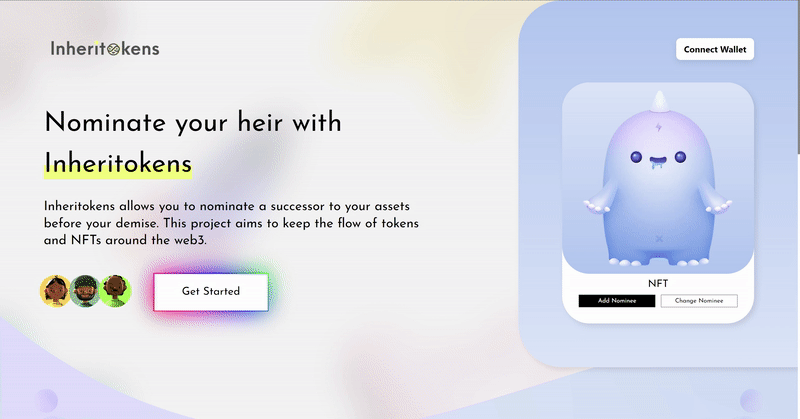 Inheritokens
Connect Wallet
Nominate your heir with
Inheritokens
Inheritokens allows you to nominate a successor to your assets
before your demise. This project aims to keep the flow of tokens
and NFTs around the web3.
Get Started
NFT
Add Nominee
Change Nominee